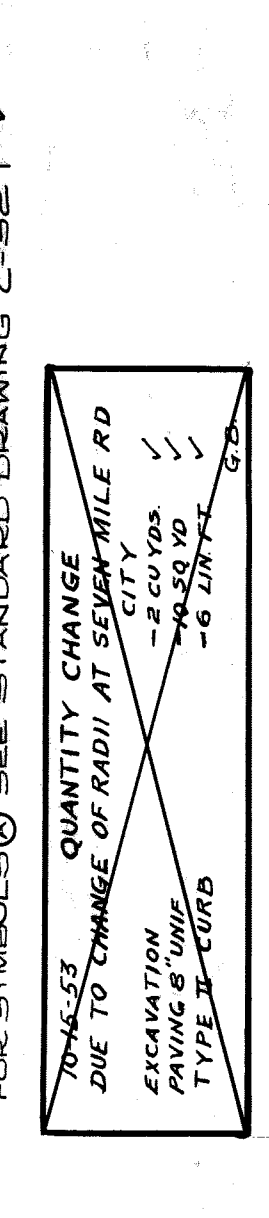 FOR SYMBOLS Ⓐ SEE STANDARD DRAWING C-521
10-15-53 QUANTITY CHANGE
DUE TO CHANGE OF RADII AT SEVEN MILE RD
CITY
EXCAVATION -2 CU YDS. ✓
PAVING 8" UNIF -10 SQ YD ✓
TYPE II CURB -6 LIN. FT ✓
G.B.